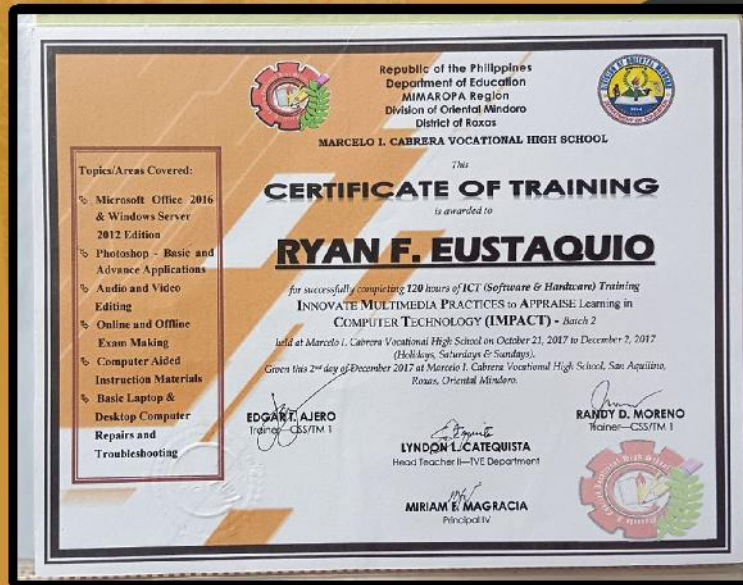 Republic of the Philippines
Department of Education
MIMAROPA Region
Division of Oriental Mindoro
District of Roxas
MARCELO I. CABRERA VOCATIONAL HIGH SCHOOL
This
CERTIFICATE OF TRAINING
is awarded to
RYAN F. EUSTAQUIO
for successfully completing 120 hours of ICT (Software & Hardware) Training
INNOVATE MULTIMEDIA PRACTICES to APPRAISE Learning in
COMPUTER TECHNOLOGY (IMPACT) - Batch 2
held at Marcelo I. Cabrera Vocational High School on October 21, 2017 to December 2, 2017
(Holidays, Saturdays & Sundays).
Given this 2nd day of December 2017 at Marcelo I. Cabrera Vocational High School, San Aquilino,
Roxas, Oriental Mindoro.
Topics/Areas Covered:
Microsoft Office 2016
& Windows Server
2012 Edition
Photoshop - Basic and
Advance Applications
Audio and Video
Editing
Online and Offline
Exam Making
Computer Aided
Instruction Materials
Basic Laptop &
Desktop Computer
Repairs and
Troubleshooting
EDGAR T. AJERO
Trainer—CSS/TM 1
RANDY D. MORENO
Trainer—CSS/TM 1
LYNDON L. CATEQUISTA
Head Teacher II—TVE Department
MIRIAM F. MAGRACIA
Principal IV